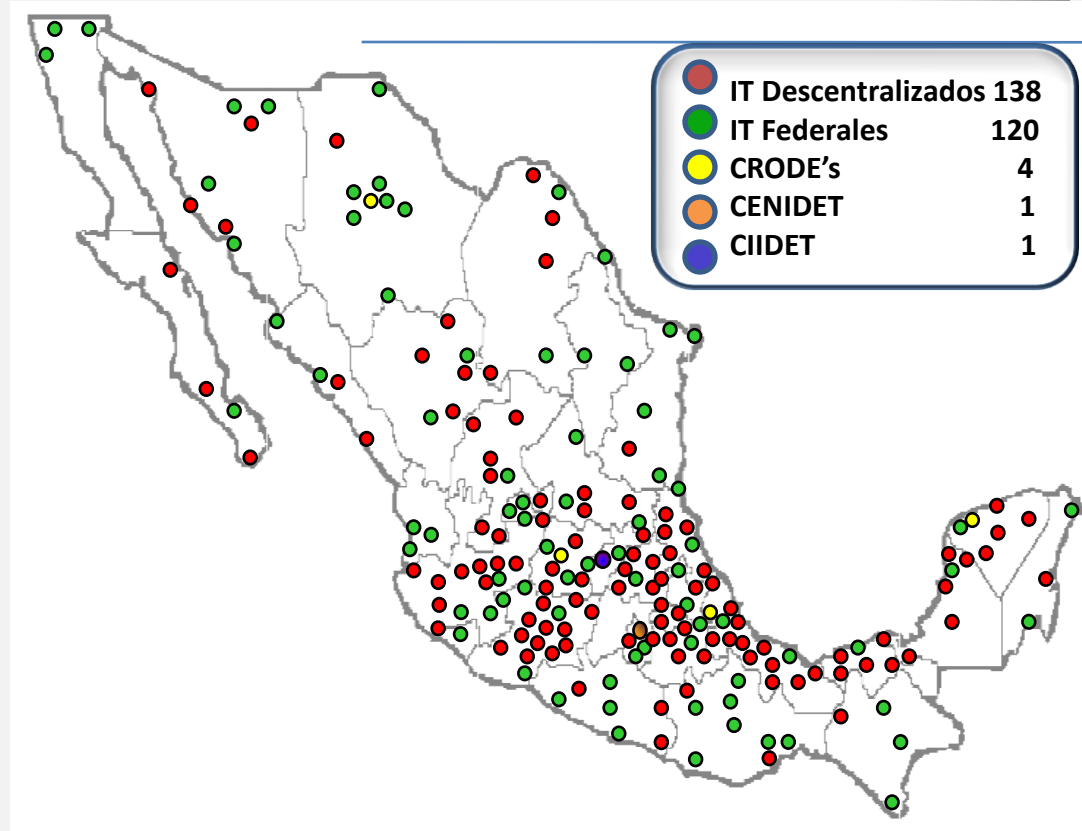 IT Descentralizados 138
IT Federales 120
CRODE's 4
CENIDET 1
CIIDET 1